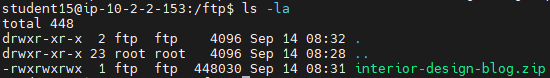 student15@ip-10-2-2-153:/ftp$ ls -la
total 448
drwxr-xr-x  2 ftp  ftp    4096 Sep 14 08:32 .
drwxr-xr-x 23 root root   4096 Sep 14 08:28 ..
-rwxrwxrwx  1 ftp  ftp  448030 Sep 14 08:31 interior-design-blog.zip